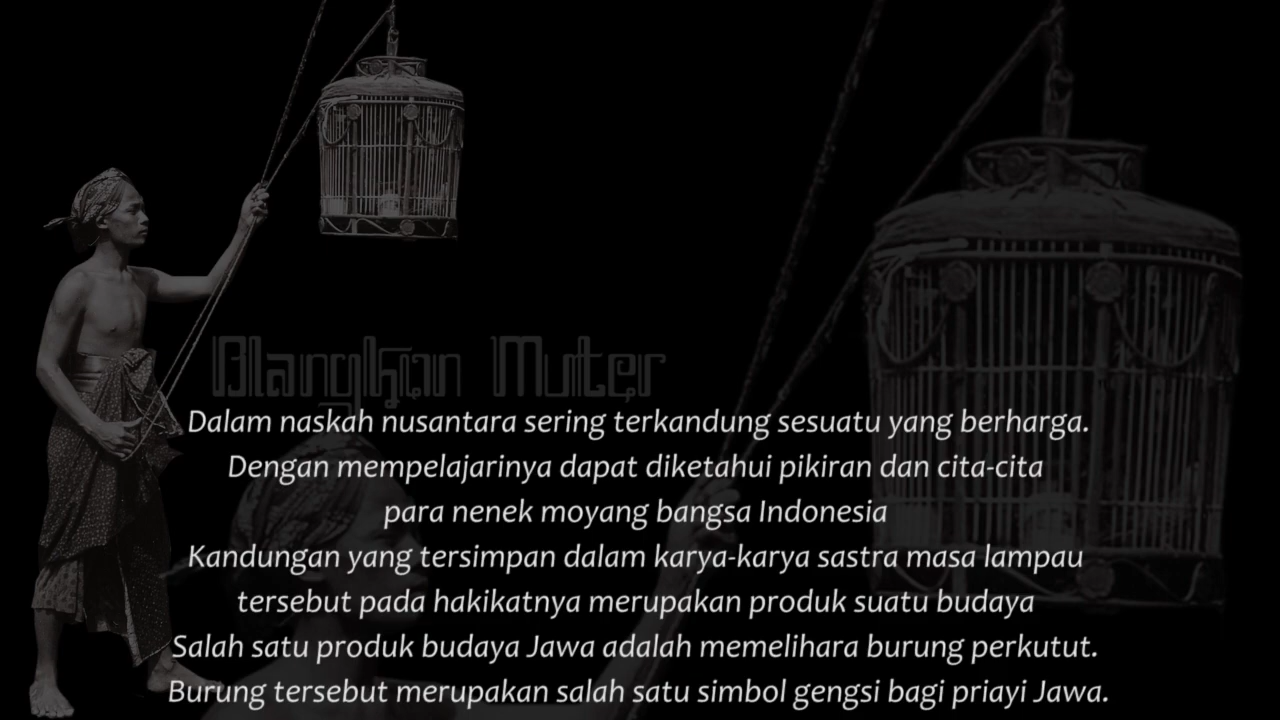 Blangkon Muter
Dalam naskah nusantara sering terkandung sesuatu yang berharga.
Dengan mempelajarinya dapat diketahui pikiran dan cita-cita
para nenek moyang bangsa Indonesia
Kandungan yang tersimpan dalam karya-karya sastra masa lampau
tersebut pada hakikatnya merupakan produk suatu budaya
Salah satu produk budaya Jawa adalah memelihara burung perkutut.
Burung tersebut merupakan salah satu simbol gengsi bagi priayi Jawa.